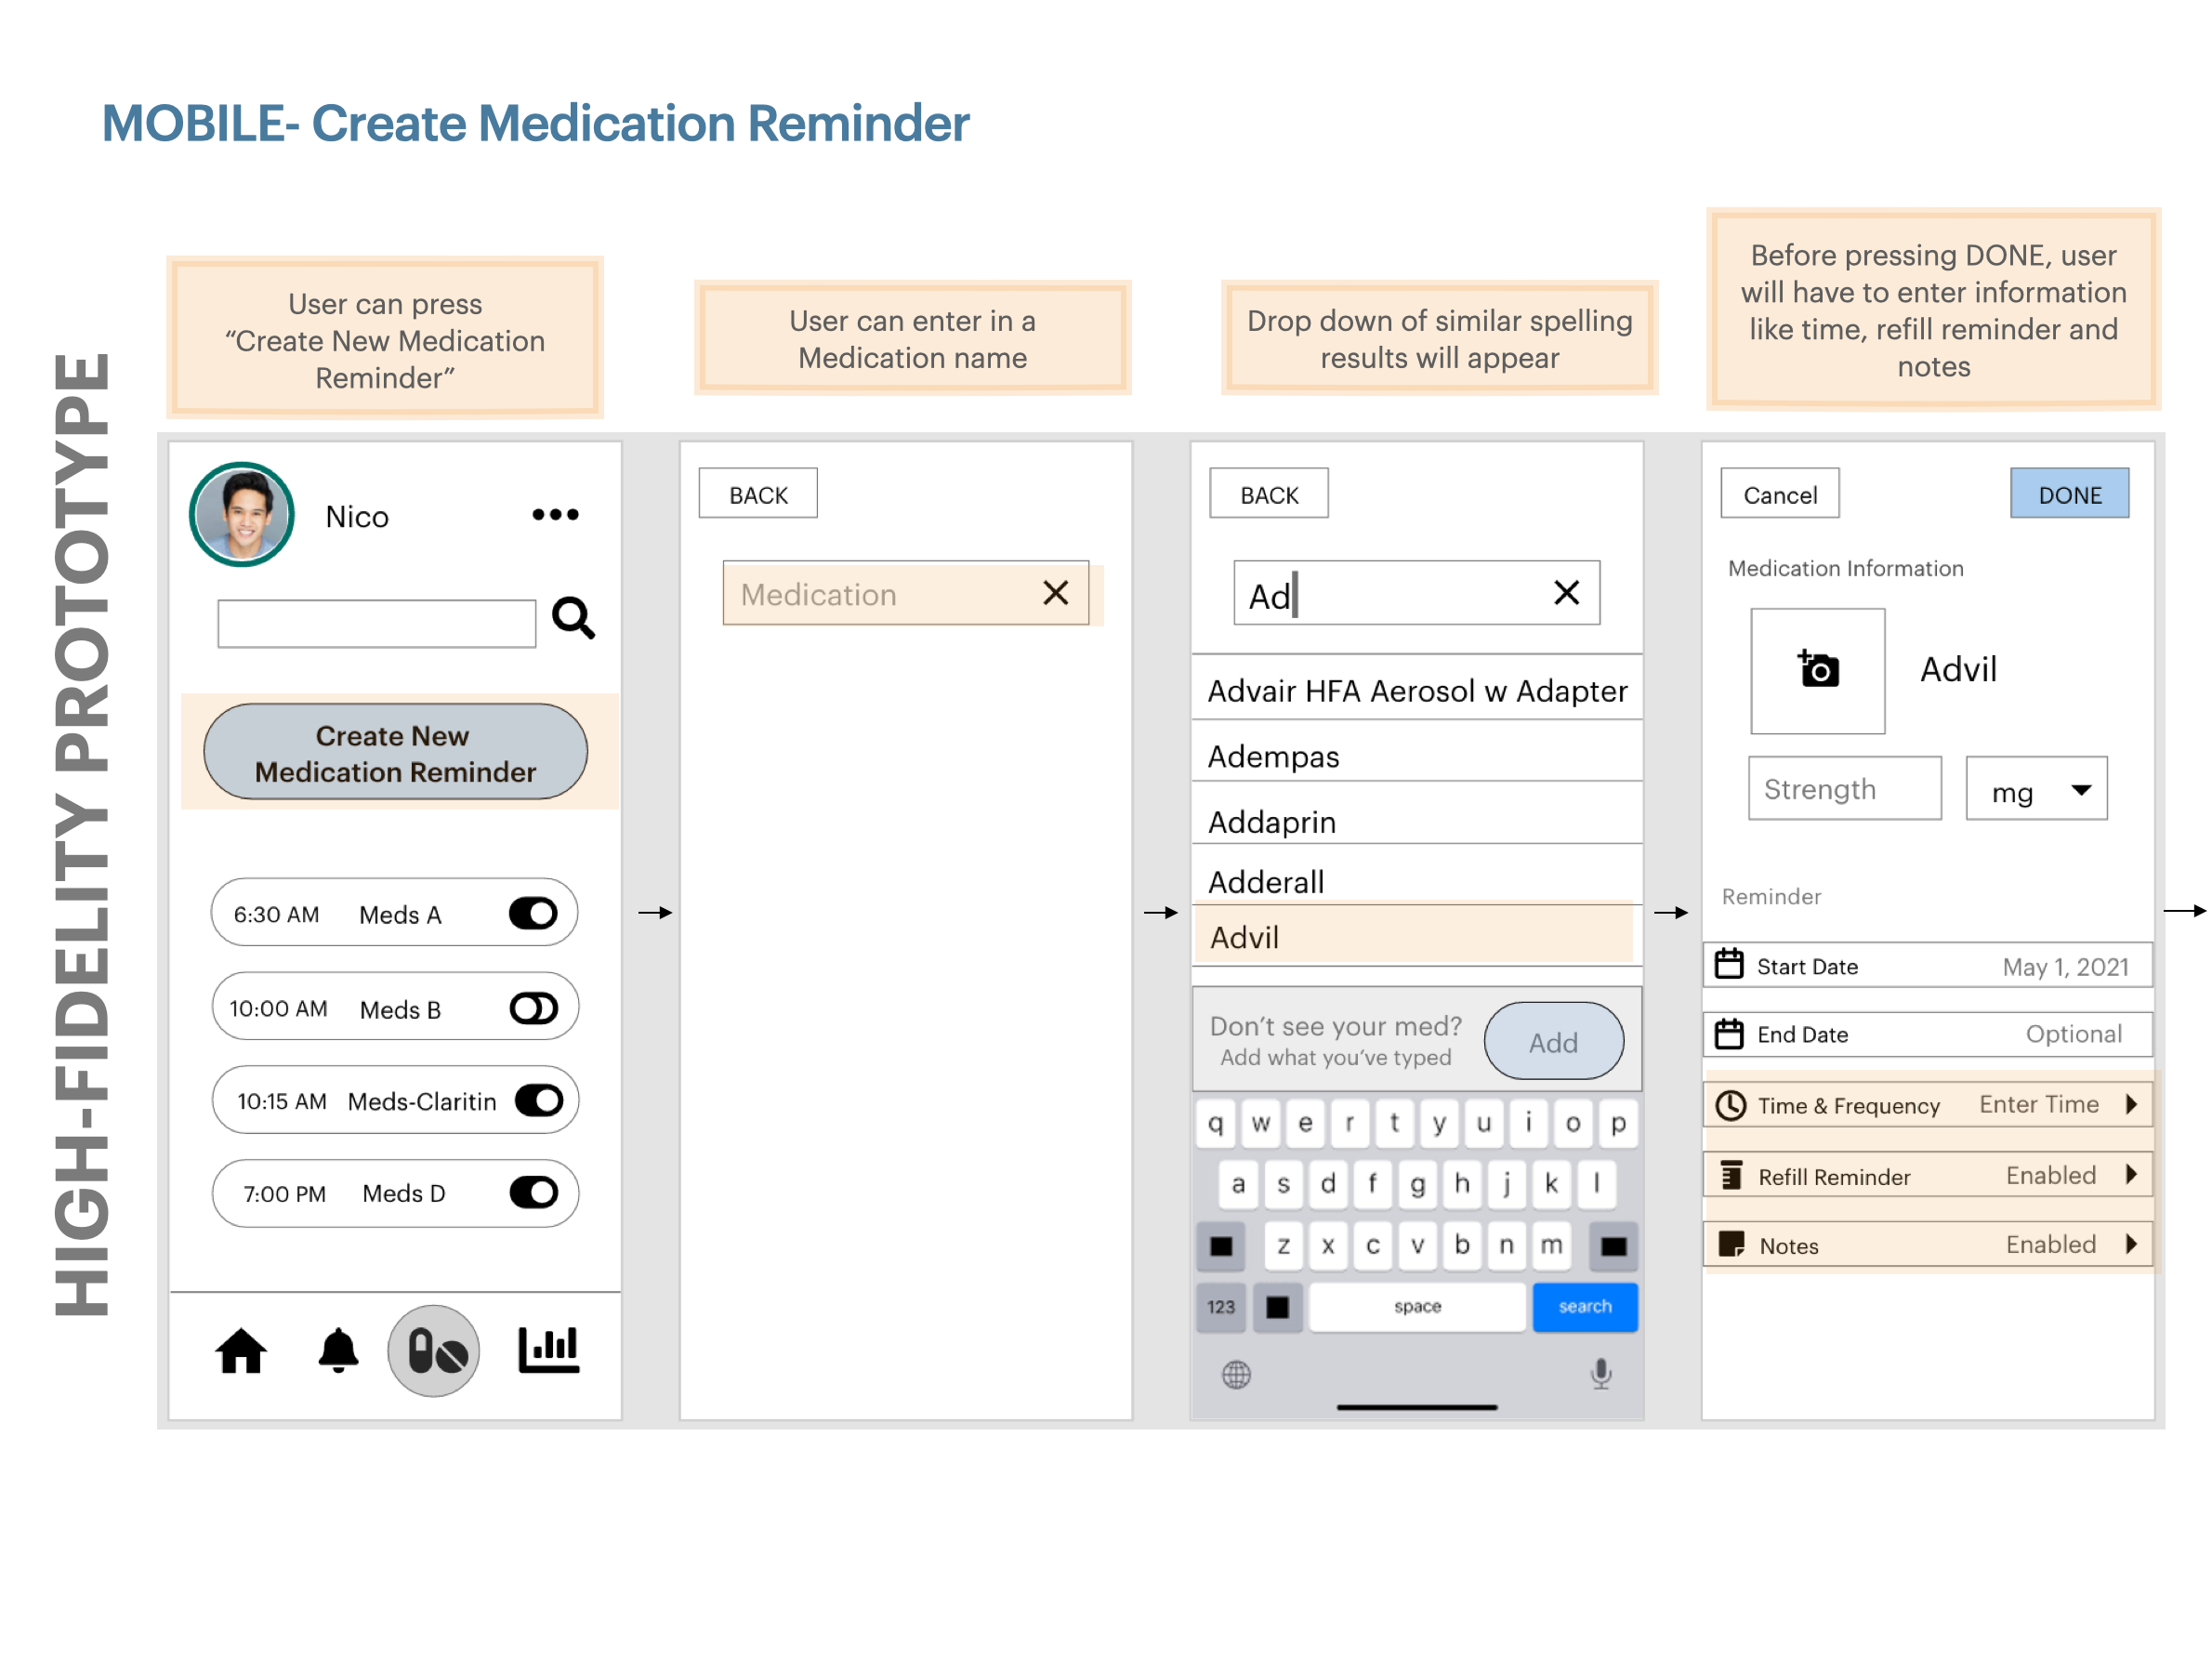 MOBILE- Create Medication Reminder
HIGH-FIDELITY PROTOTYPE
User can press
“Create New Medication
Reminder”
User can enter in a
Medication name
Drop down of similar spelling
results will appear
Before pressing DONE, user
will have to enter information
like time, refill reminder and
notes
Nico
Create New
Medication Reminder
6:30 AM Meds A
10:00 AM Meds B
10:15 AM Meds-Claritin
7:00 PM Meds D
BACK
Medication
BACK
Ad
Advair HFA Aerosol w Adapter
Adempas
Addaprin
Adderall
Advil
Don’t see your med?
Add what you’ve typed
Add
q w e r t y u i o p
a s d f g h j k l
z x c v b n m
123 space search
Cancel DONE
Medication Information
Advil
Strength mg
Reminder
Start Date May 1, 2021
End Date Optional
Time & Frequency Enter Time
Refill Reminder Enabled
Notes Enabled